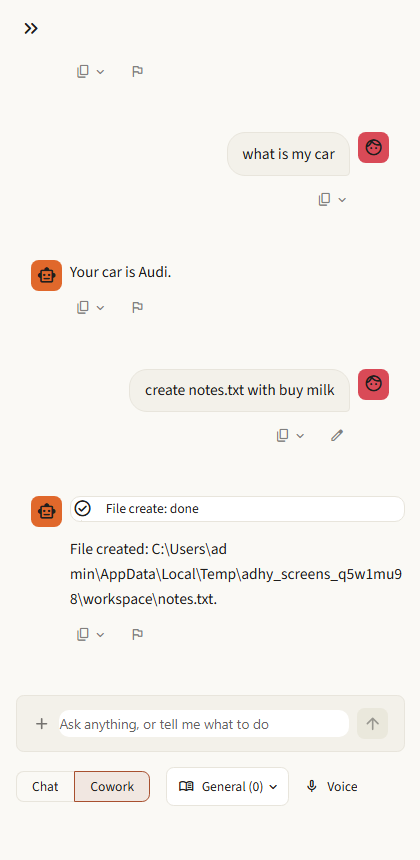 what is my car
Your car is Audi.
create notes.txt with buy milk
File create: done
File created: C:\Users\ad
min\AppData\Local\Temp\adhy_screens_q5w1mu9
8\workspace\notes.txt.
Ask anything, or tell me what to do
Chat Cowork General (0) Voice